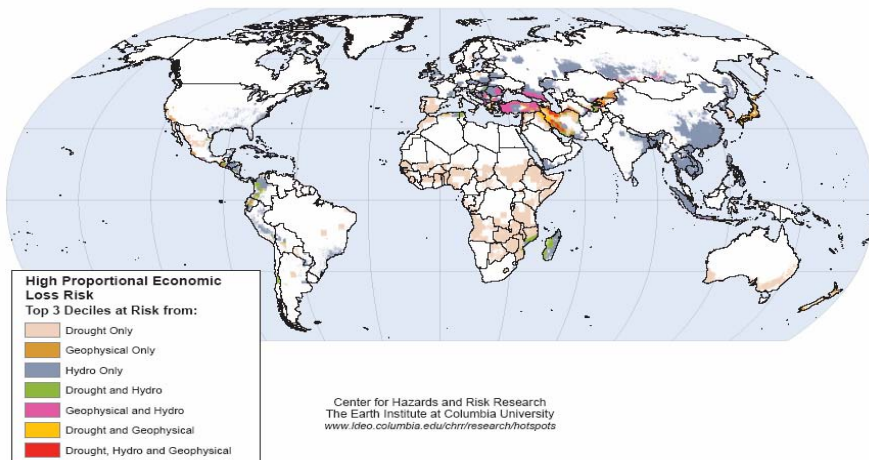 High Proportional Economic
Loss Risk
Top 3 Deciles at Risk from:
Drought Only
Geophysical Only
Hydro Only
Drought and Hydro
Geophysical and Hydro
Drought and Geophysical
Drought, Hydro and Geophysical
Center for Hazards and Risk Research
The Earth Institute at Columbia University
www.ldeo.columbia.edu/chrr/research/hotspots